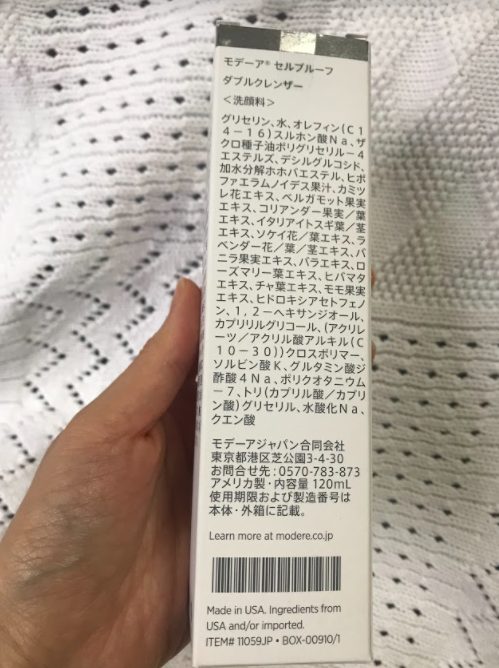 モデーア® セルプルーフ
ダブルクレンザー
＜洗顔料＞
グリセリン、水、オレフィン(C1
4-16)スルホン酸Na、ザ
クロ種子油ポリグリセリル-4
エステルズ、デシルグルコシド、
加水分解ホホバエステル、ヒポ
ファエラムノイデス果汁、カミツ
レ花エキス、ベルガモット果実
エキス、コリアンダー果実／葉
エキス、イタリアイトスギ葉／茎
エキス、ソケイ花／葉エキス、ラ
ベンダー花／葉／茎エキス、バ
ニラ果実エキス、バラエキス、ロ
ーズマリー葉エキス、ヒバマタ
エキス、チャ葉エキス、モモ果実
エキス、ヒドロキシアセトフェノ
ン、1，2-ヘキサンジオール、
カプリリルグリコール、(アクリレ
ーツ／アクリル酸アルキル(C
10-30))クロスポリマー、
ソルビン酸K、グルタミン酸ジ
酢酸4Na、ポリクオタニウム
-7、トリ(カプリル酸／カプリ
ン酸)グリセリル、水酸化Na、
クエン酸
モデーアジャパン合同会社
東京都港区芝公園3-4-30
お問合せ先：0570-783-873
アメリカ製・内容量 120mL
使用期限および製造番号は
本体・外箱に記載。
Learn more at modere.co.jp
Made in USA. Ingredients from
USA and/or imported.
ITEM# 11059JP • BOX-00910/1